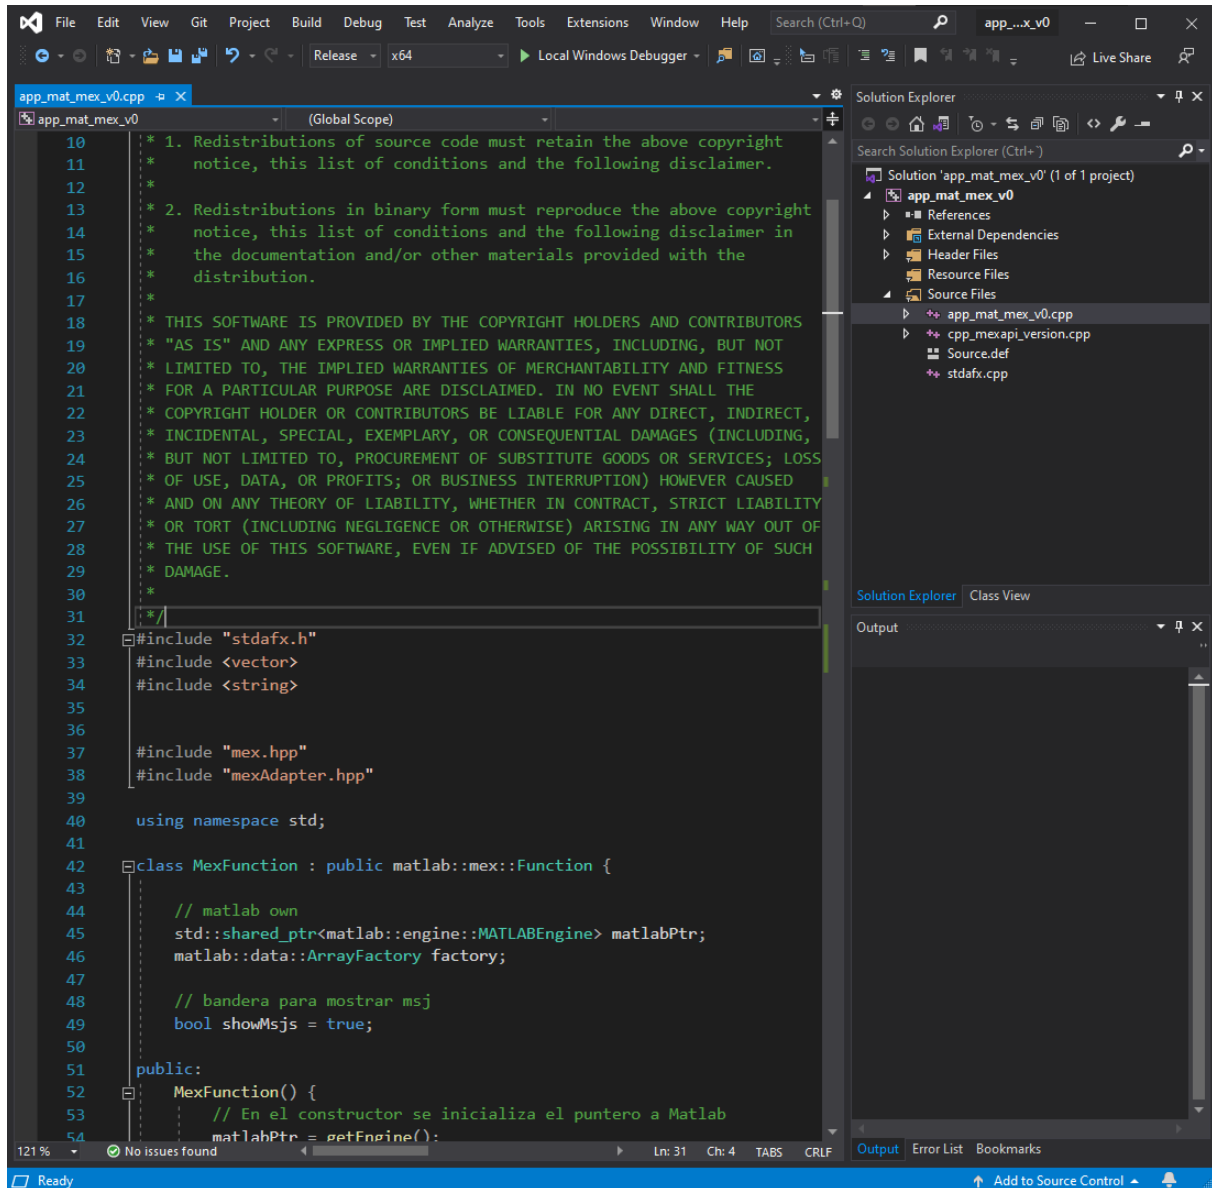 File Edit View Git Project Build Debug Test Analyze Tools Extensions Window Help Search (Ctrl+Q) app_...x_v0
Release x64 Local Windows Debugger Live Share
app_mat_mex_v0.cpp
app_mat_mex_v0 (Global Scope)
10 * 1. Redistributions of source code must retain the above copyright
11 * notice, this list of conditions and the following disclaimer.
12 *
13 * 2. Redistributions in binary form must reproduce the above copyright
14 * notice, this list of conditions and the following disclaimer in
15 * the documentation and/or other materials provided with the
16 * distribution.
17 *
18 * THIS SOFTWARE IS PROVIDED BY THE COPYRIGHT HOLDERS AND CONTRIBUTORS
19 * "AS IS" AND ANY EXPRESS OR IMPLIED WARRANTIES, INCLUDING, BUT NOT
20 * LIMITED TO, THE IMPLIED WARRANTIES OF MERCHANTABILITY AND FITNESS
21 * FOR A PARTICULAR PURPOSE ARE DISCLAIMED. IN NO EVENT SHALL THE
22 * COPYRIGHT HOLDER OR CONTRIBUTORS BE LIABLE FOR ANY DIRECT, INDIRECT,
23 * INCIDENTAL, SPECIAL, EXEMPLARY, OR CONSEQUENTIAL DAMAGES (INCLUDING,
24 * BUT NOT LIMITED TO, PROCUREMENT OF SUBSTITUTE GOODS OR SERVICES; LOSS
25 * OF USE, DATA, OR PROFITS; OR BUSINESS INTERRUPTION) HOWEVER CAUSED
26 * AND ON ANY THEORY OF LIABILITY, WHETHER IN CONTRACT, STRICT LIABILITY
27 * OR TORT (INCLUDING NEGLIGENCE OR OTHERWISE) ARISING IN ANY WAY OUT OF
28 * THE USE OF THIS SOFTWARE, EVEN IF ADVISED OF THE POSSIBILITY OF SUCH
29 * DAMAGE.
30 *
31 */
32 #include "stdafx.h"
33 #include <vector>
34 #include <string>
35
36
37 #include "mex.hpp"
38 #include "mexAdapter.hpp"
39
40 using namespace std;
41
42 class MexFunction : public matlab::mex::Function {
43
44 // matlab own
45 std::shared_ptr<matlab::engine::MATLABEngine> matlabPtr;
46 matlab::data::ArrayFactory factory;
47
48 // bandera para mostrar msj
49 bool showMsjs = true;
50
51 public:
52 MexFunction() {
53 // En el constructor se inicializa el puntero a Matlab
54 matlabPtr = getEngine();
121 % No issues found Ln: 31 Ch: 4 TABS CRLF
Solution Explorer
Search Solution Explorer (Ctrl+¨)
Solution 'app_mat_mex_v0' (1 of 1 project)
app_mat_mex_v0
References
External Dependencies
Header Files
Resource Files
Source Files
app_mat_mex_v0.cpp
cpp_mexapi_version.cpp
Source.def
stdafx.cpp
Solution Explorer Class View
Output
Output Error List Bookmarks
Ready Add to Source Control